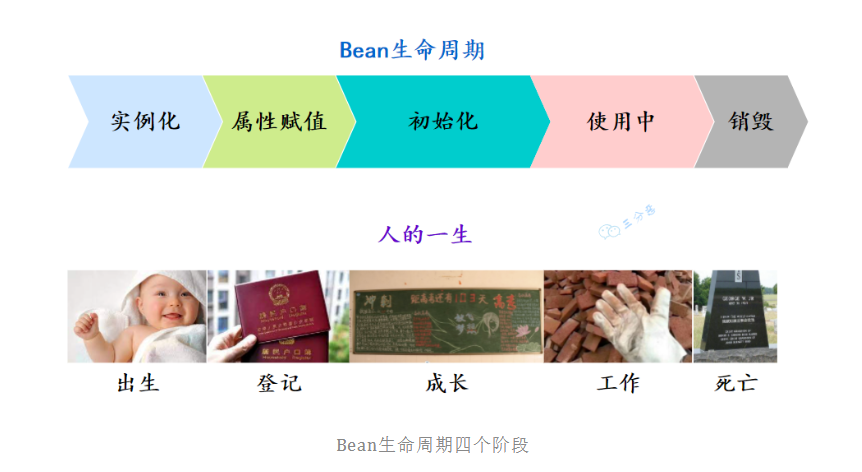 Bean生命周期
实例化
属性赋值
初始化
使用中
销毁
三分恶
人的一生
居民户口簿
冲刺
距高考还有
天
高考
出生
登记
成长
工作
死亡
Bean生命周期四个阶段